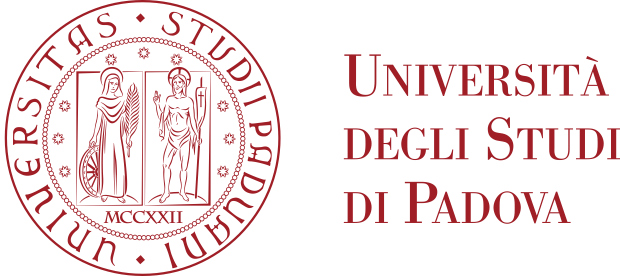 UNIVERSITAS · STUDII PADUANI ·
MCCXXII
UNIVERSITÀ
DEGLI STUDI
DI PADOVA